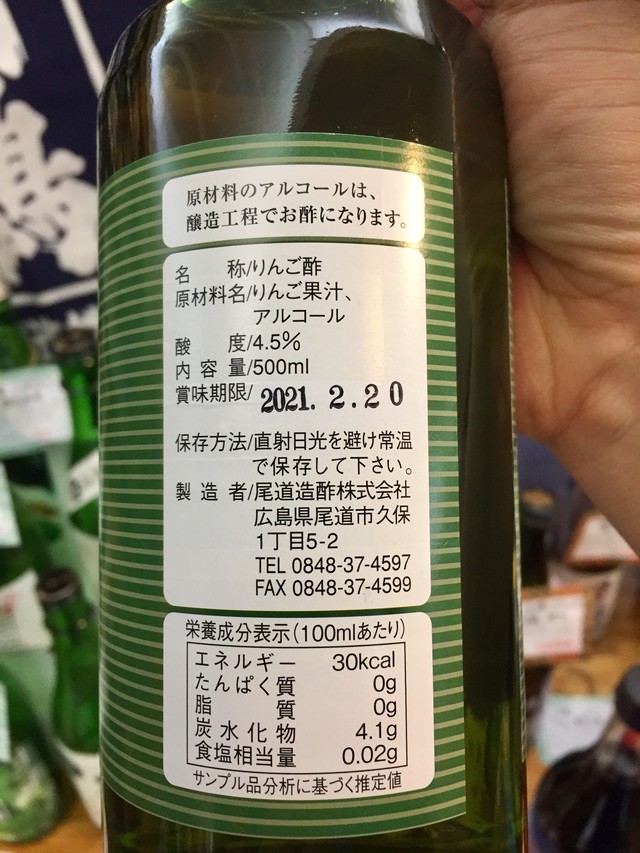 原材料のアルコールは、
醸造工程でお酢になります。
名称/りんご酢
原材料名/りんご果汁、
アルコール
酸度/4.5%
内容量/500ml
賞味期限/2021.2.20
保存方法/直射日光を避け常温
で保存して下さい。
製造者/尾道造酢株式会社
広島県尾道市久保
1丁目5-2
TEL 0848-37-4597
FAX 0848-37-4599
栄養成分表示(100mlあたり)
エネルギー 30kcal
たんぱく質 0g
脂質 0g
炭水化物 4.1g
食塩相当量 0.02g
サンプル品分析に基づく推定値